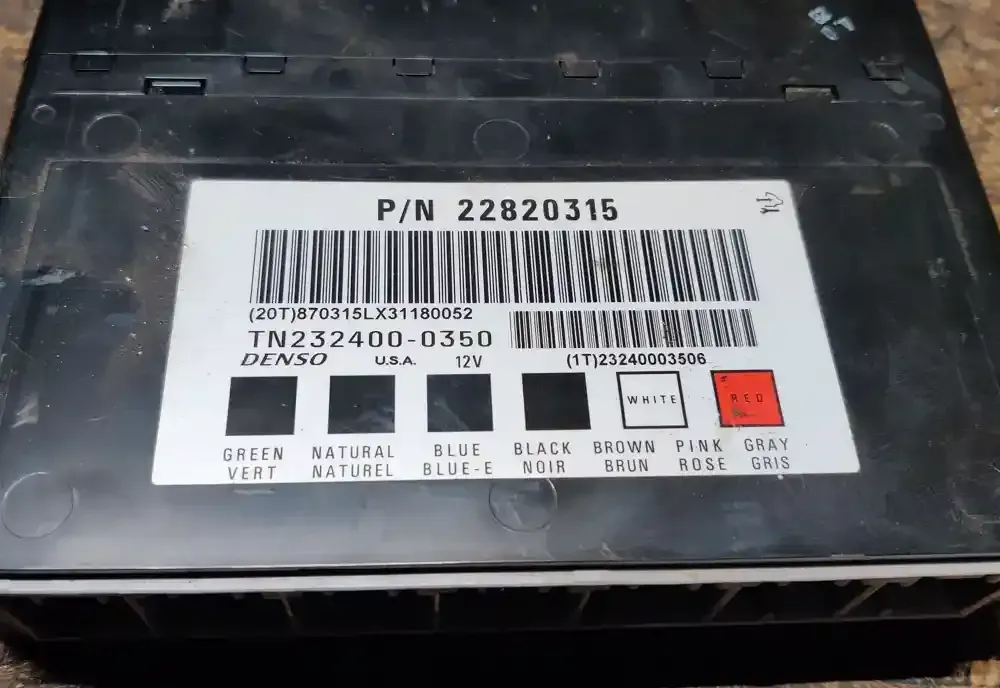 P/N 22820315
(20T)870315LX31180052
TN232400-0350
(1T)23240003506
DENSO U.S.A. 12V
WHITE RED
GREEN NATURAL BLUE BLACK BROWN PINK GRAY
VERT NATUREL BLUE-E NOIR BRUN ROSE GRIS